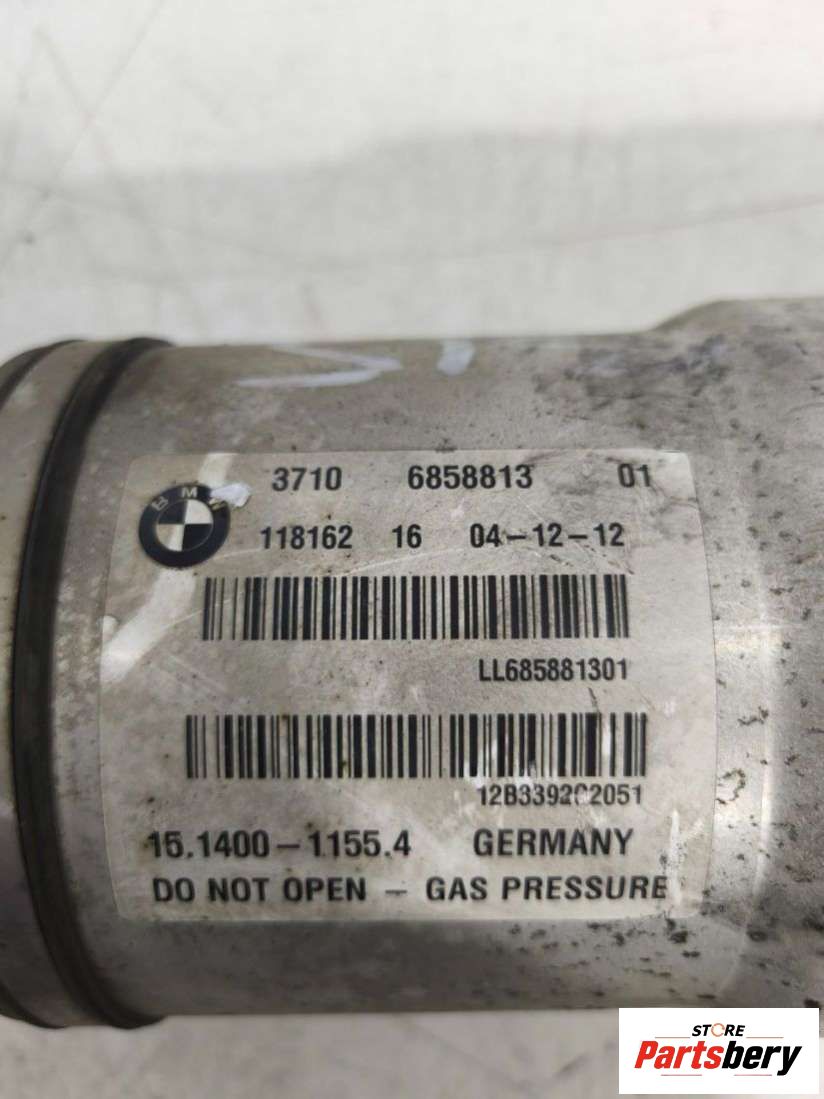 BMW
3710 6858813 01
118162 16 04-12-12
LL685881301
15.1400-1155.4 GERMANY
DO NOT OPEN - GAS PRESSURE
STORE
Partsbery